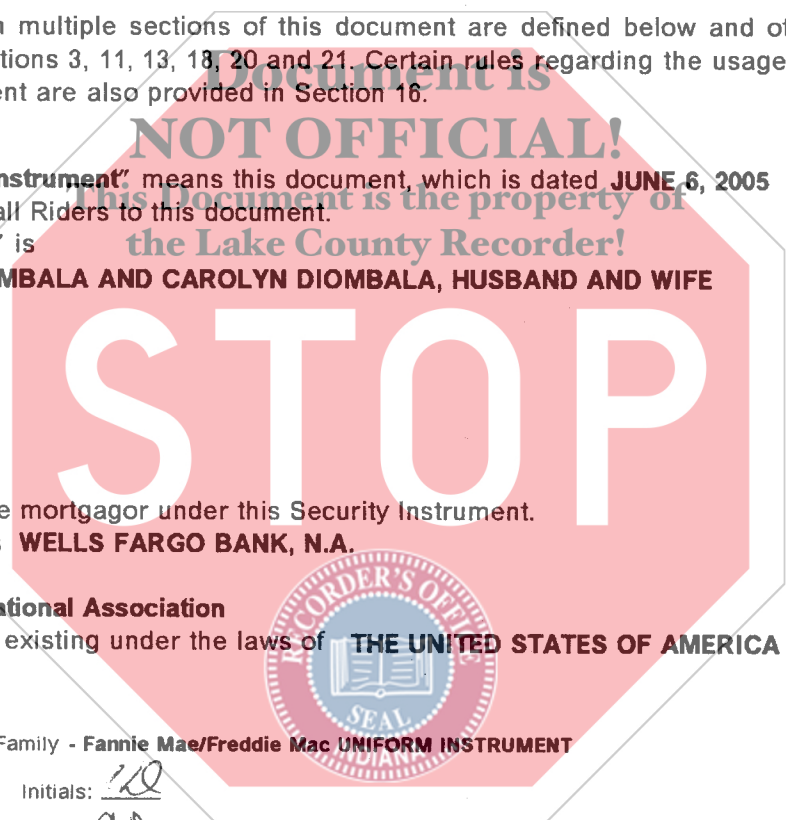 multiple sections of this document are defined below and of
tions 3, 11, 13, 18, 20 and 21. Certain rules regarding the usage
Document is
ent are also provided in Section 16.
NOT OFFICIAL!
nstrument" means this document, which is dated JUNE 6, 2005
This Document is the property of
all Riders to this document.
" is
the Lake County Recorder!
MBALA AND CAROLYN DIOMBALA, HUSBAND AND WIFE
STOP
e mortgagor under this Security Instrument.
s WELLS FARGO BANK, N.A.
ational Association
existing under the laws of THE UNITED STATES OF AMERICA
RECORDER'S OFFICE
SEAL
INDIANA
Family - Fannie Mae/Freddie Mac UNIFORM INSTRUMENT
Initials: